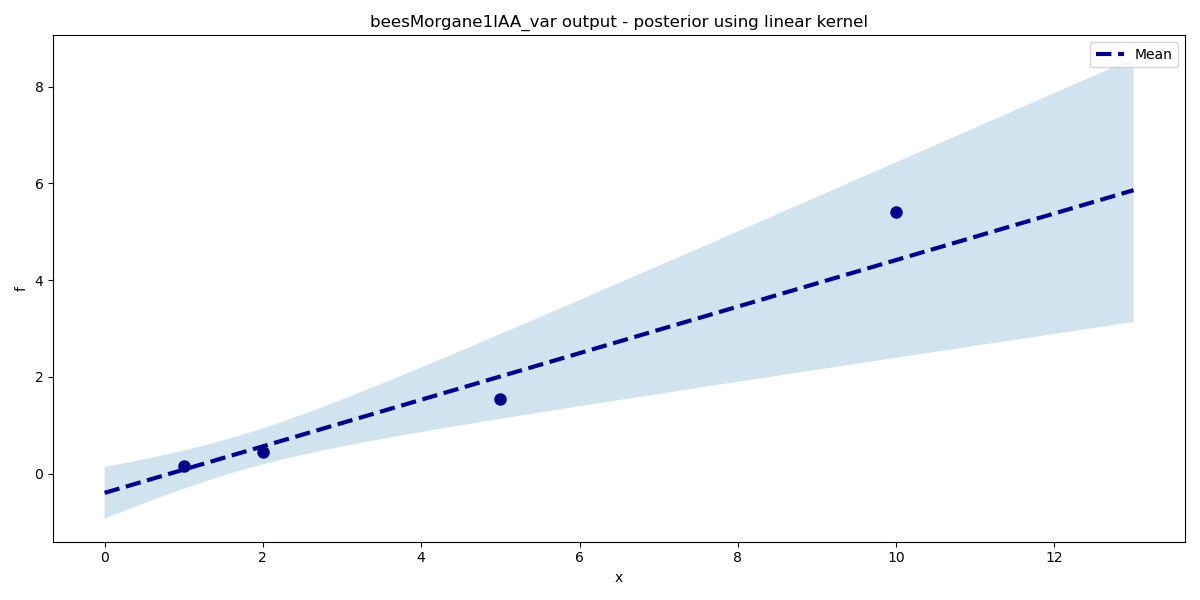 beesMorgane1IAA_var output - posterior using linear kernel
Mean
8
6
4
2
0
f
0 2 4 6 8 10 12
x